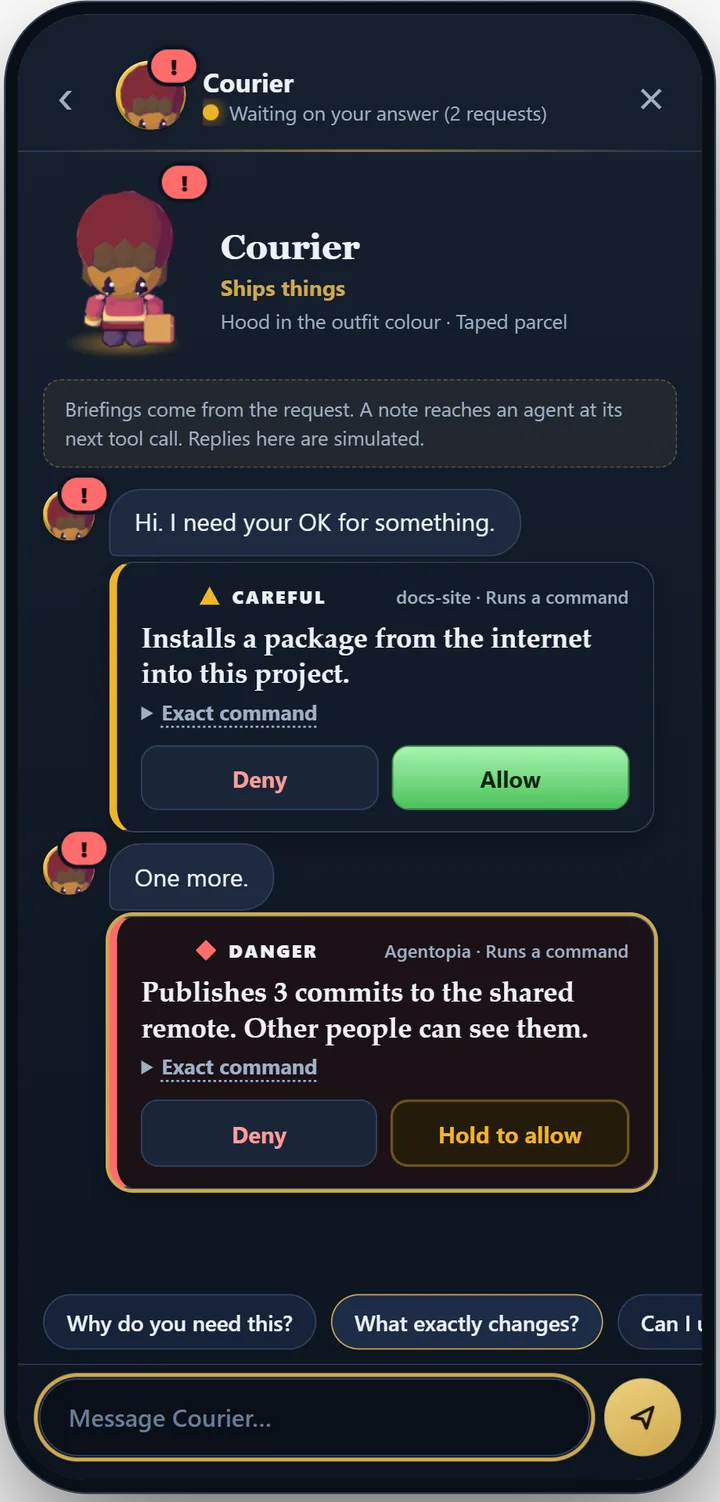 !
Courier
Waiting on your answer (2 requests)
!
Courier
Ships things
Hood in the outfit colour · Taped parcel
Briefings come from the request. A note reaches an agent at its
next tool call. Replies here are simulated.
!
Hi. I need your OK for something.
CAREFUL
docs-site · Runs a command
Installs a package from the internet
into this project.
Exact command
Deny
Allow
!
One more.
DANGER
Agentopia · Runs a command
Publishes 3 commits to the shared
remote. Other people can see them.
Exact command
Deny
Hold to allow
Why do you need this?
What exactly changes?
Can I
Message Courier...